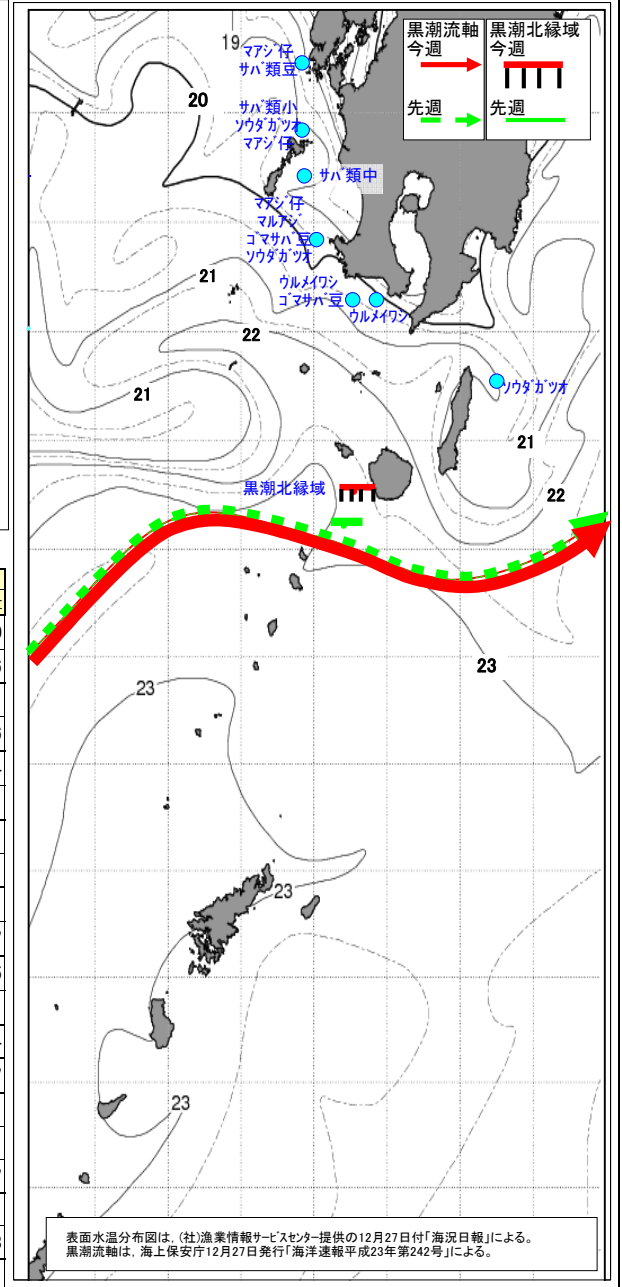 黒潮流軸
今週
先週
黒潮北縁域
今週
先週
19
マアジ仔
サバ類豆
20
サバ類小
ソウダガツオ
マアジ仔
サバ類中
マアジ仔
マルアジ
ゴマサバ豆
ソウダガツオ
21
ウルメイワシ
ゴマサバ豆
ウルメイワシ
22
ソウダガツオ
21
21
黒潮北縁域
22
23
23
23
23
表面水温分布図は, (社)漁業情報サービスセンター提供の12月27日付「海況日報」による。
黒潮流軸は, 海上保安庁12月27日発行「海洋速報平成23年第242号」による。